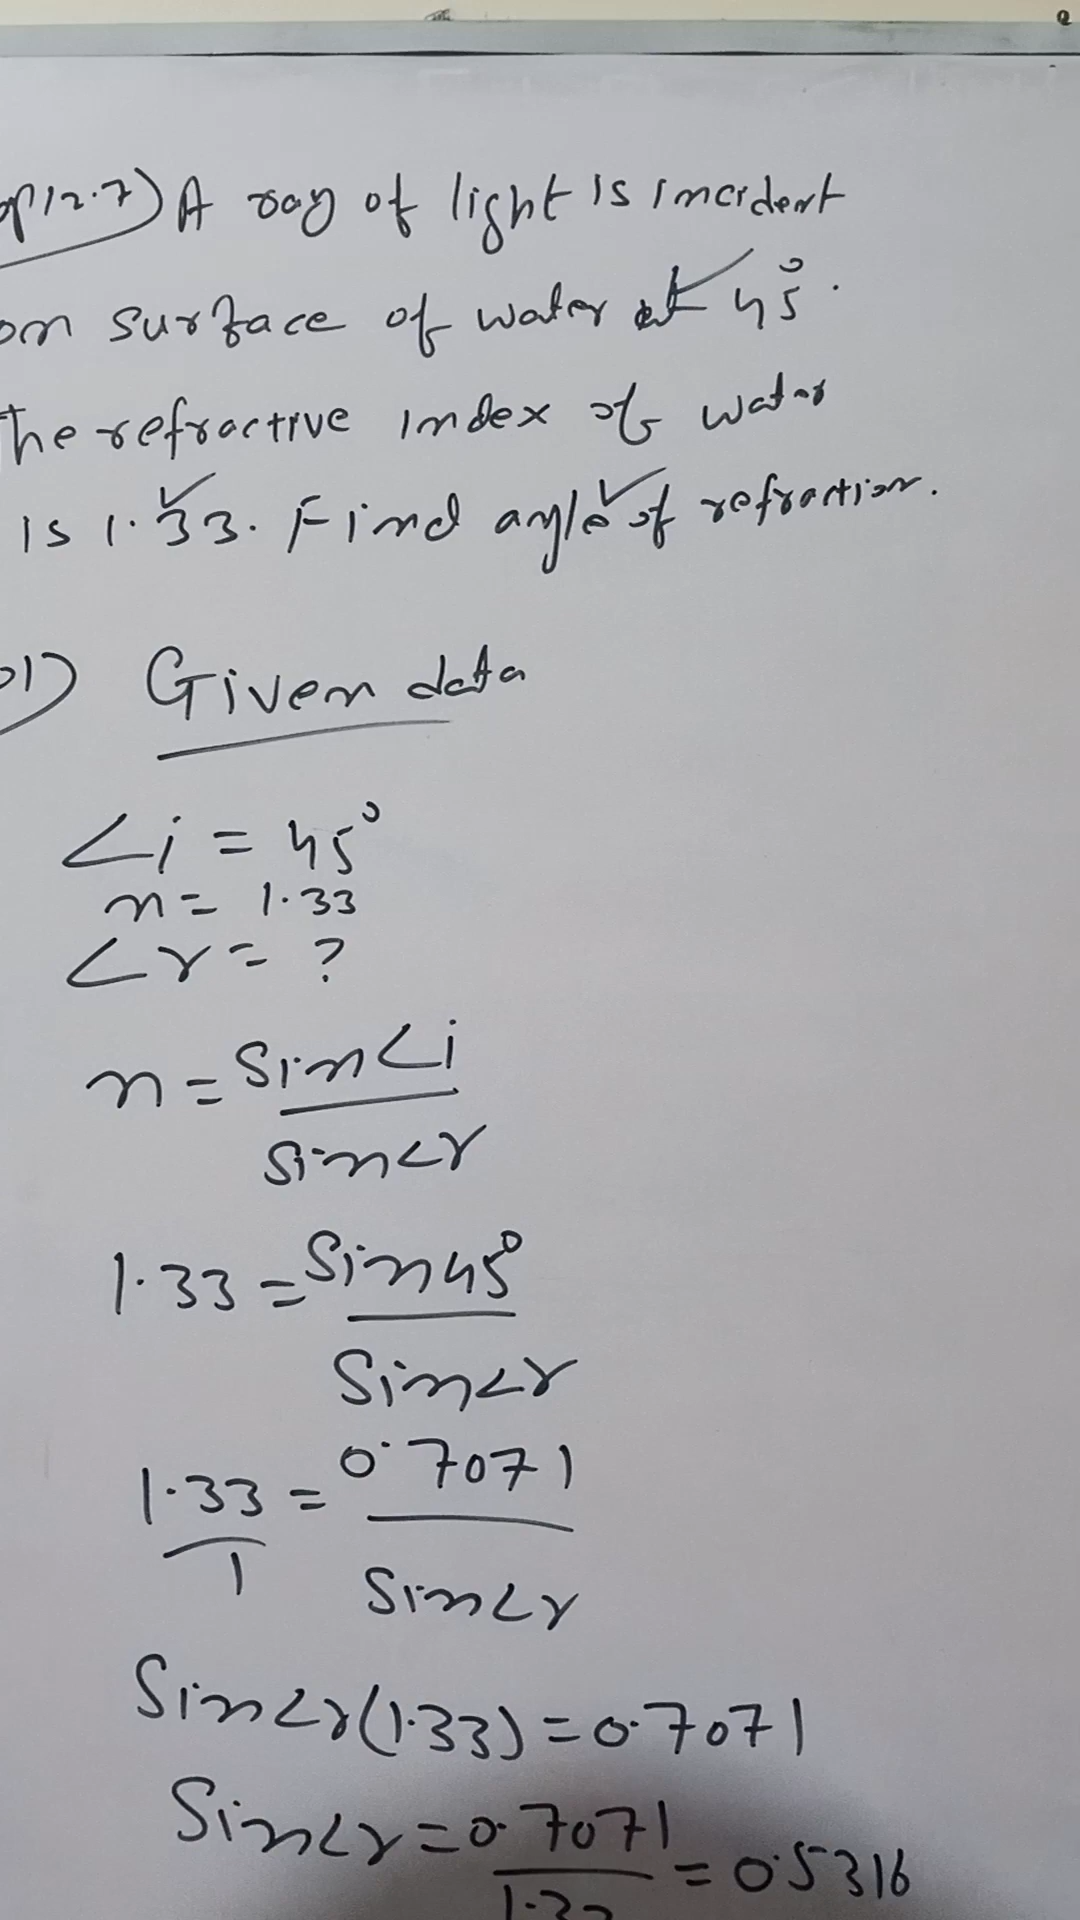 12.7) A ray of light is incident
on surface of water at 45°.
The refractive index of water
is 1.33. Find angle of refraction.
Given data
∠i = 45°
n = 1.33
∠r = ?
n = Sin∠i
Sin∠r
1.33 = Sin45°
Sin∠r
1.33 = 0.7071
1 Sin∠r
Sin∠r(1.33) = 0.7071
Sin∠r = 0.7071 = 0.5316
1.33